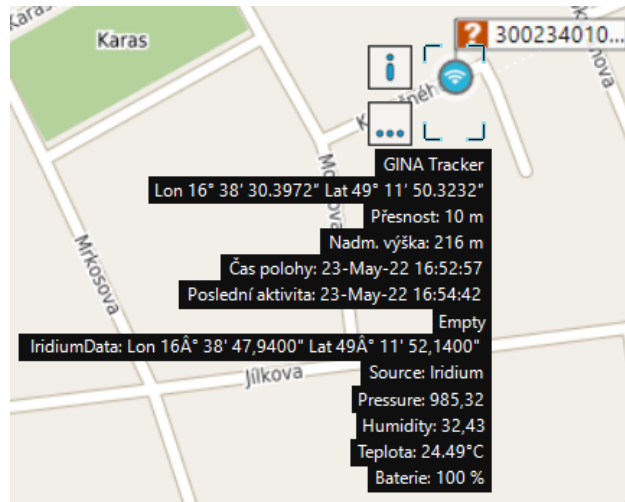 Karas
Karas
? 300234010...
i
...
GINA Tracker
Lon 16° 38' 30.3972" Lat 49° 11' 50.3232"
Přesnost: 10 m
Nadm. výška: 216 m
Čas polohy: 23-May-22 16:52:57
Poslední aktivita: 23-May-22 16:54:42
Empty
IridiumData: Lon 16Â° 38' 47,9400" Lat 49Â° 11' 52,1400"
Source: Iridium
Pressure: 985,32
Humidity: 32,43
Teplota: 24.49°C
Baterie: 100 %
Mrkosova
Jílkova